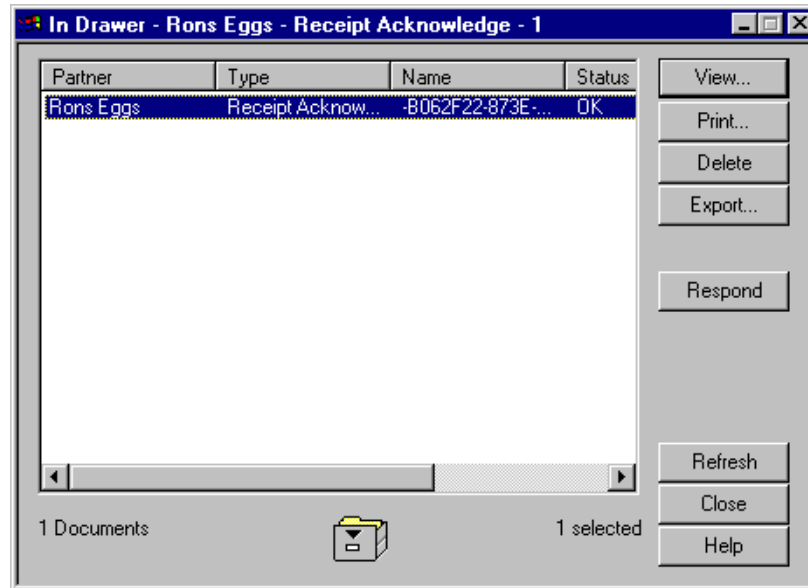 In Drawer - Rons Eggs - Receipt Acknowledge - 1
Partner Type Name Status
Rons Eggs Receipt Acknow... -B062F22-873E-... OK
View...
Print...
Delete
Export...
Respond
Refresh
Close
Help
1 Documents 1 selected